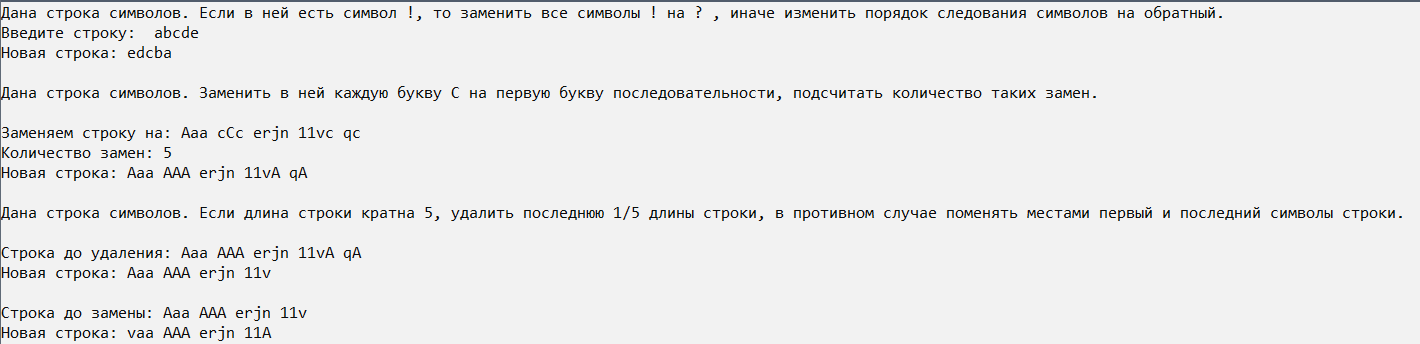 Дана строка символов. Если в ней есть символ !, то заменить все символы ! на ? , иначе изменить порядок следования символов на обратный.
Введите строку:  abcde
Новая строка: edcba
Дана строка символов. Заменить в ней каждую букву С на первую букву последовательности, подсчитать количество таких замен.
Заменяем строку на: Aaa cCc erjn 11vc qc
Количество замен: 5
Новая строка: Aaa AAA erjn 11vA qA
Дана строка символов. Если длина строки кратна 5, удалить последнюю 1/5 длины строки, в противном случае поменять местами первый и последний символы строки.
Строка до удаления: Aaa AAA erjn 11vA qA
Новая строка: Aaa AAA erjn 11v
Строка до замены: Aaa AAA erjn 11v
Новая строка: vaa AAA erjn 11A